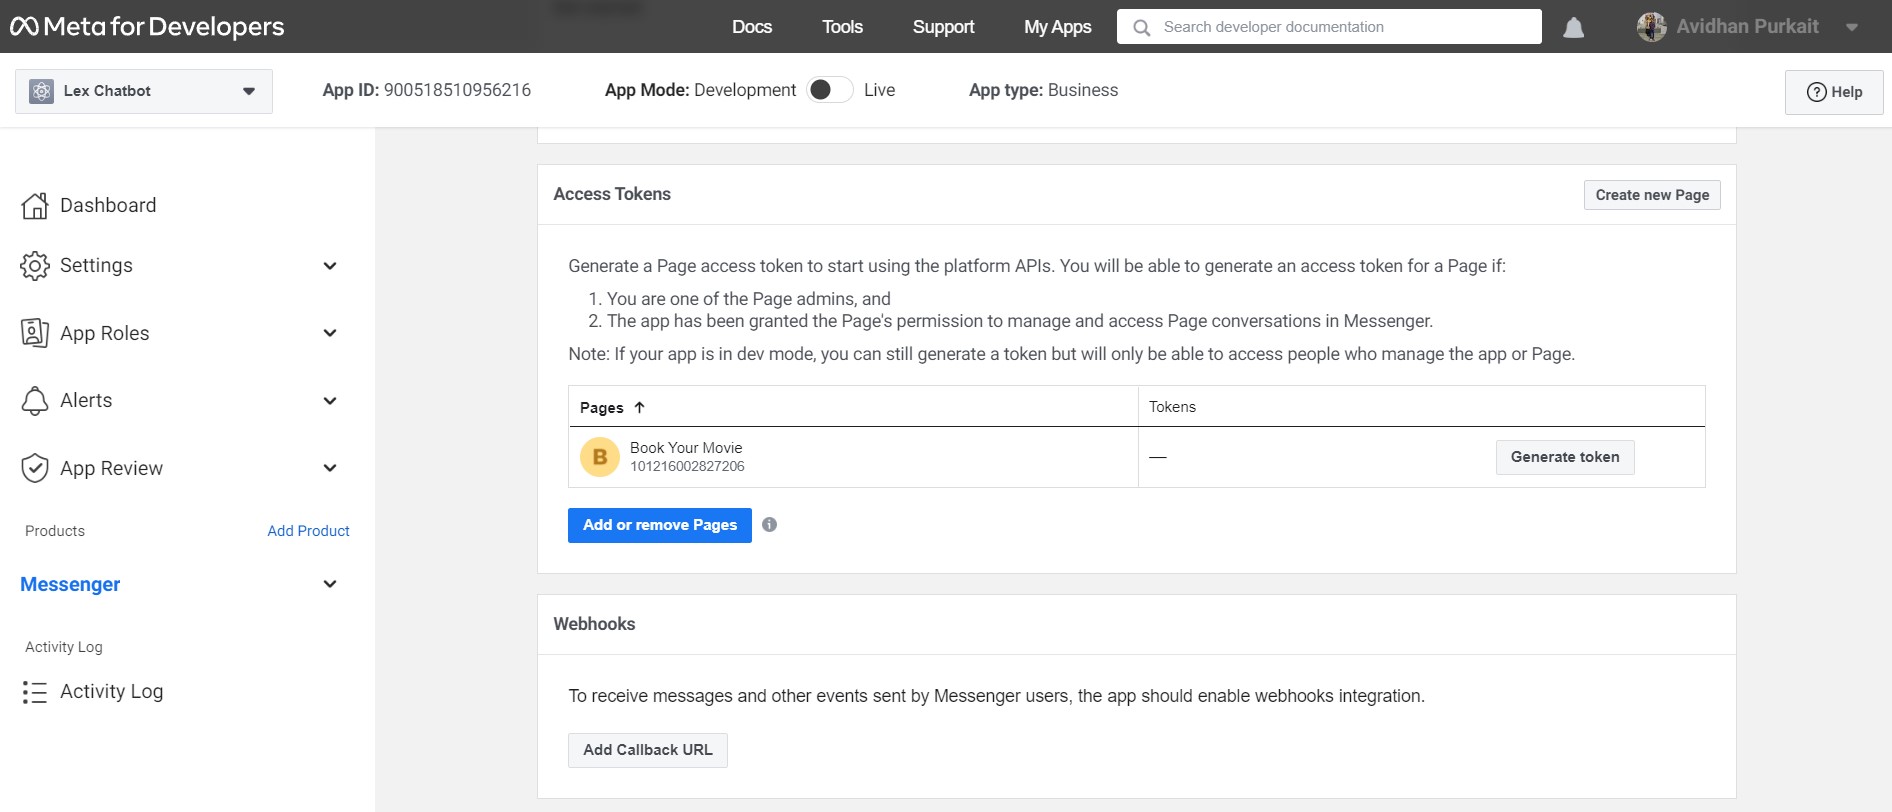 Meta for Developers
Docs
Tools
Support
My Apps
Search developer documentation
Avidhan Purkait
Lex Chatbot
App ID: 900518510956216
App Mode: Development
Live
App type: Business
Help
Dashboard
Settings
App Roles
Alerts
App Review
Products
Add Product
Messenger
Activity Log
Activity Log
Access Tokens
Create new Page
Generate a Page access token to start using the platform APIs. You will be able to generate an access token for a Page if:
1. You are one of the Page admins, and
2. The app has been granted the Page's permission to manage and access Page conversations in Messenger.
Note: If your app is in dev mode, you can still generate a token but will only be able to access people who manage the app or Page.
Pages ↑
Tokens
B
Book Your Movie
101216002827206
—
Generate token
Add or remove Pages
Webhooks
To receive messages and other events sent by Messenger users, the app should enable webhooks integration.
Add Callback URL